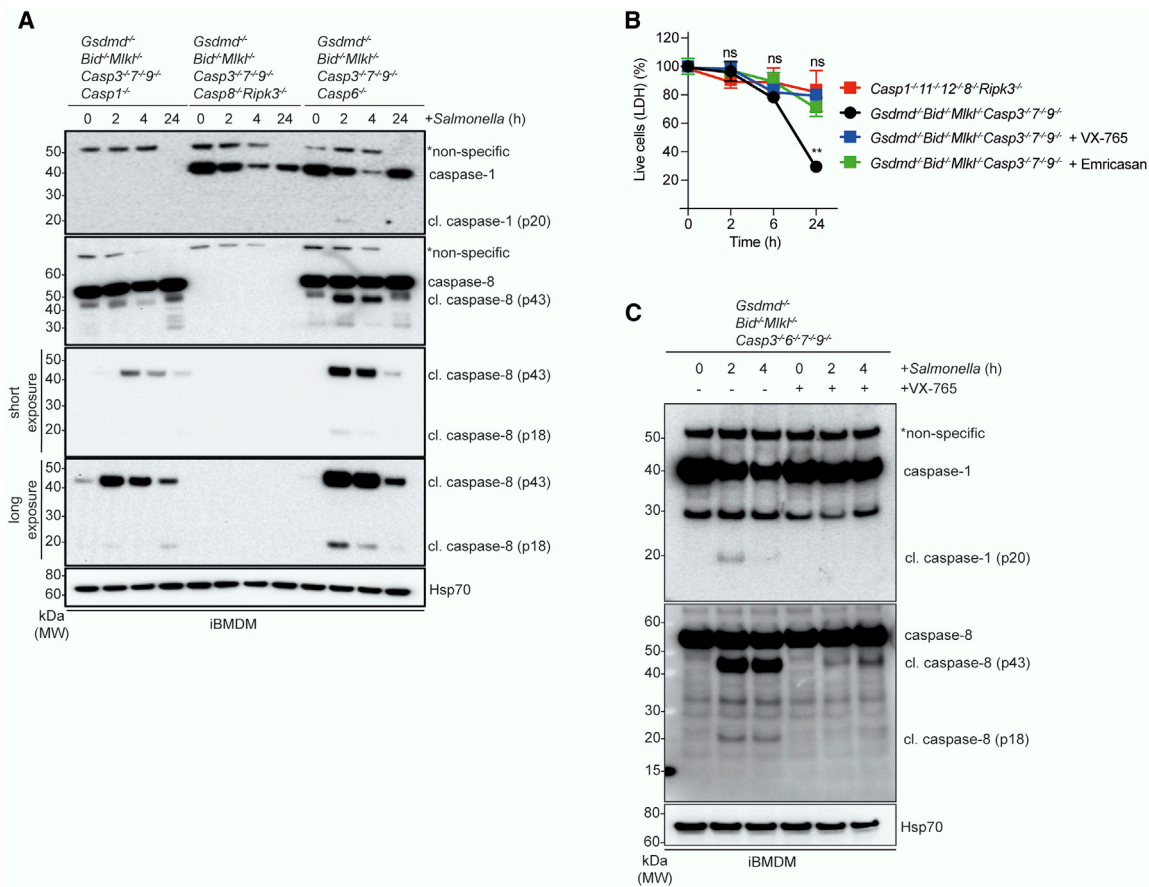 A
Gsdmd-/-
Bid-/-Mlkl-/-
Casp3-/-7-/-9-/-
Casp1-/-
Gsdmd-/-
Bid-/-Mlkl-/-
Casp3-/-7-/-9-/-
Casp8-/-Ripk3-/-
Gsdmd-/-
Bid-/-Mlkl-/-
Casp3-/-7-/-9-/-
Casp6-/-
0 2 4 24 0 2 4 24 0 2 4 24 +Salmonella (h)
50 *non-specific
40 caspase-1
30
20 cl. caspase-1 (p20)
*non-specific
60 caspase-8
50 cl. caspase-8 (p43)
40
30
short exposure
50 cl. caspase-8 (p43)
40
30
20 cl. caspase-8 (p18)
long exposure
50 cl. caspase-8 (p43)
40
30
20 cl. caspase-8 (p18)
80
60 Hsp70
kDa
(MW)
iBMDM
B
Live cells (LDH) (%)
120
100
80
60
40
20
ns ns ns
**
0 2 6 24
Time (h)
Casp1-/-11-/-12-/-8-/-Ripk3-/-
Gsdmd-/-Bid-/-Mlkl-/-Casp3-/-7-/-9-/-
Gsdmd-/-Bid-/-Mlkl-/-Casp3-/-7-/-9-/- + VX-765
Gsdmd-/-Bid-/-Mlkl-/-Casp3-/-7-/-9-/- + Emricasan
C
Gsdmd-/-
Bid-/-Mlkl-/-
Casp3-/-6-/-7-/-9-/-
0 2 4 0 2 4 +Salmonella (h)
- - - + + + +VX-765
50 *non-specific
40 caspase-1
30
20 cl. caspase-1 (p20)
60 caspase-8
50 cl. caspase-8 (p43)
40
30
20 cl. caspase-8 (p18)
15
80 Hsp70
60
kDa
(MW)
iBMDM